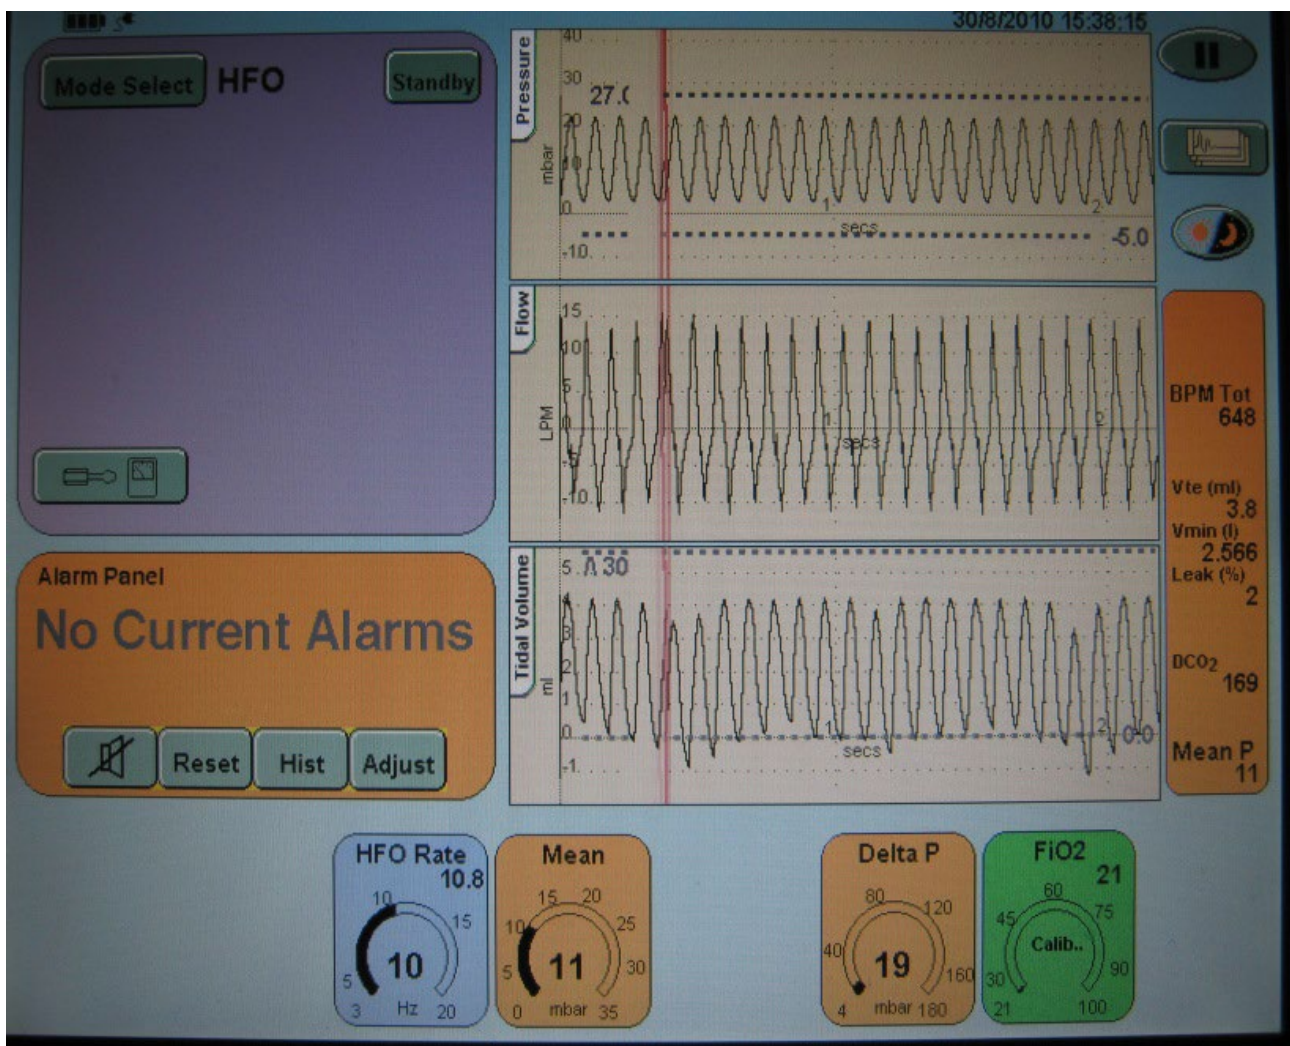 30/8/2010 15:38:15
Mode Select
HFO
Standby
Pressure
mbar
40
30
20
10
0
-10
27.0
-5.0
1
2
secs
Flow
LPM
15
10
5
0
-5
-10
1
2
secs
Tidal Volume
ml
5
4
3
2
1
0
-1
30
0.0
1
2
secs
BPM Tot
648
Vte (ml)
3.8
Vmin (l)
2.566
Leak (%)
2
DCO2
169
Mean P
11
Alarm Panel
No Current Alarms
Reset
Hist
Adjust
HFO Rate
10.8
10
15
5
10
3
Hz
20
Mean
15
20
10
25
5
11
30
0
mbar
35
Delta P
80
120
40
19
160
4
mbar
180
FiO2
21
60
45
75
Calib..
30
90
21
100